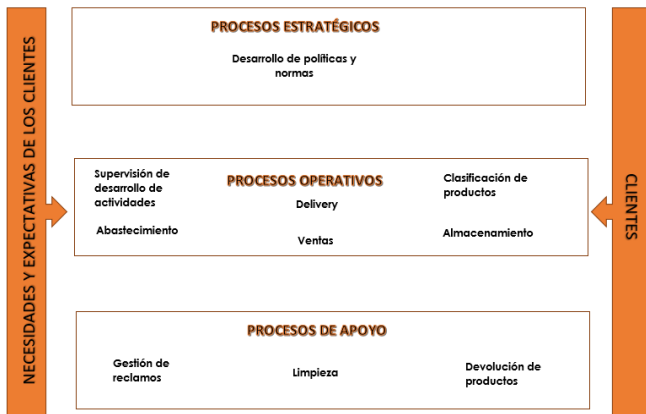 NECESIDADES Y EXPECTATIVAS DE LOS CLIENTES
PROCESOS ESTRATÉGICOS
Desarrollo de políticas y
normas
PROCESOS OPERATIVOS
Supervisión de
desarrollo de
actividades
Abastecimiento
Delivery
Ventas
Clasificación de
productos
Almacenamiento
PROCESOS DE APOYO
Gestión de
reclamos
Limpieza
Devolución de
productos
CLIENTES